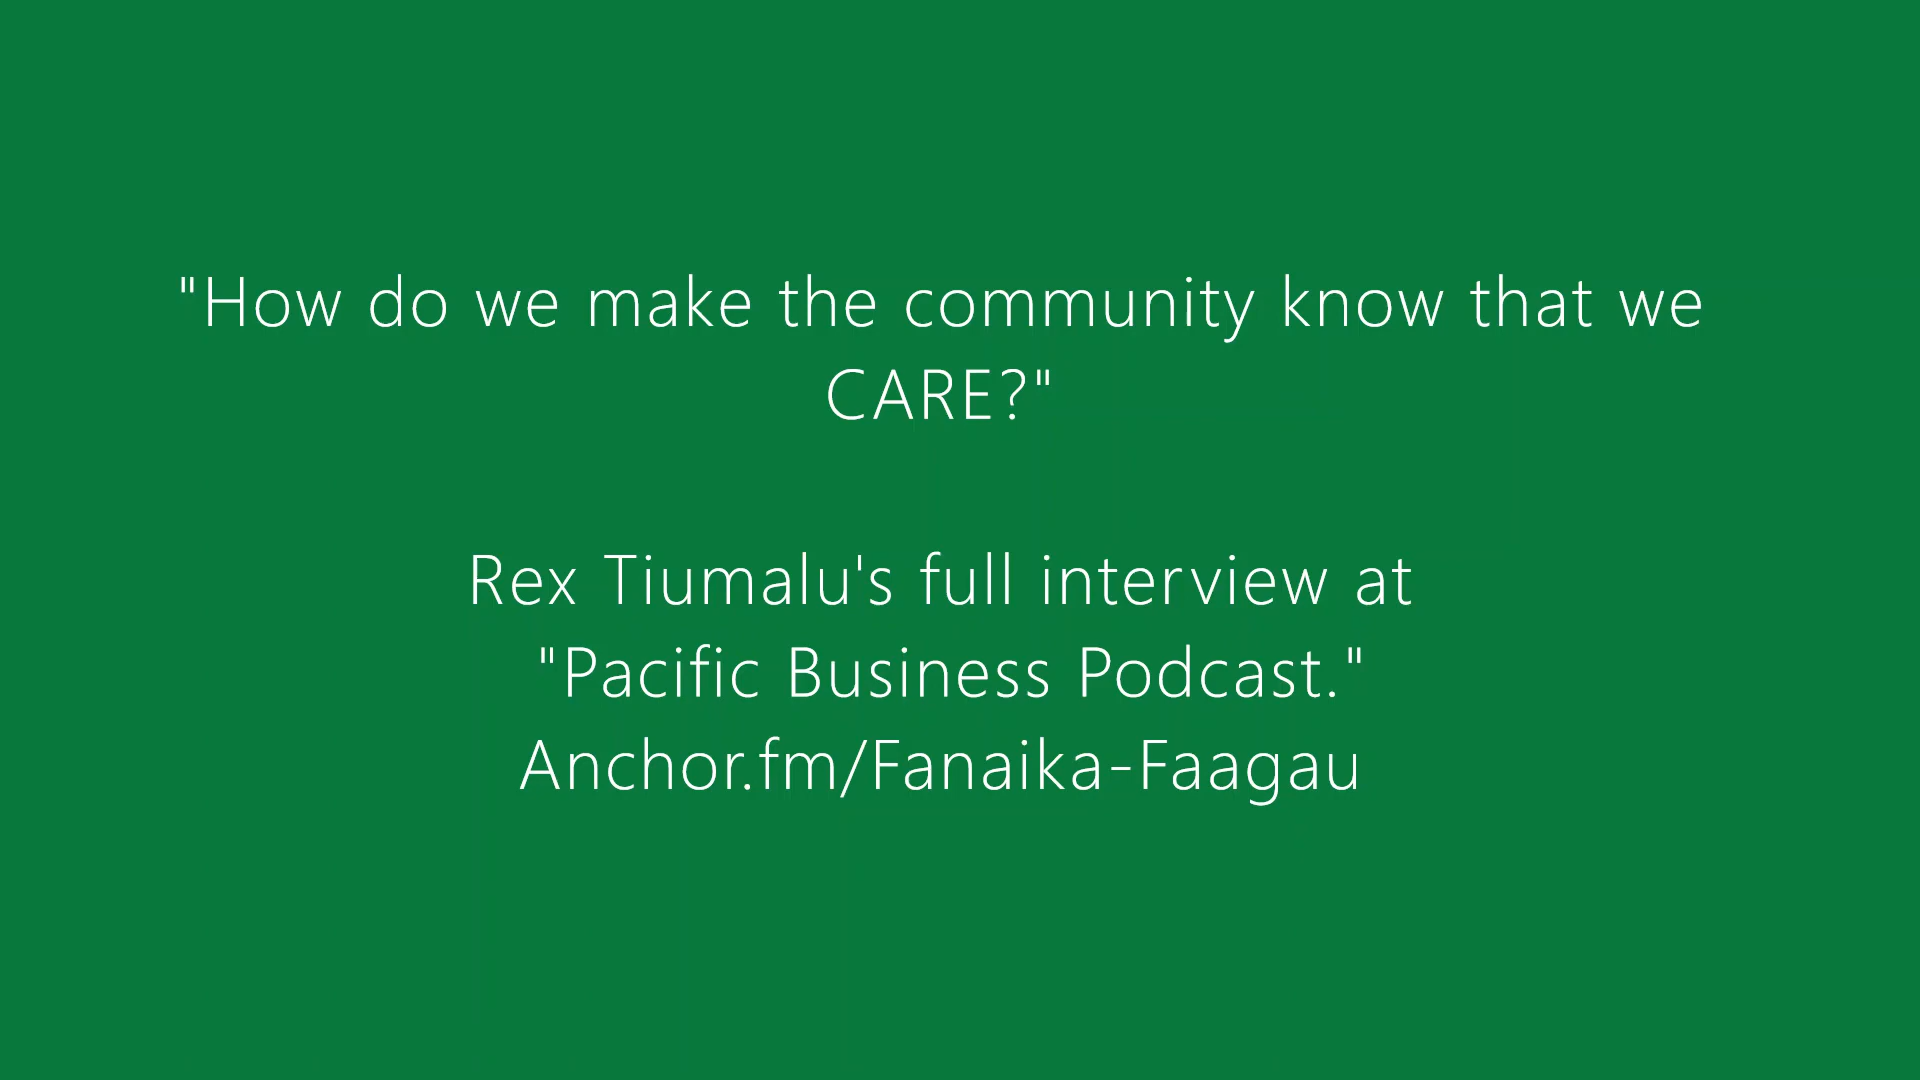 "How do we make the community know that we
CARE?"
Rex Tiumalu's full interview at
"Pacific Business Podcast."
Anchor.fm/Fanaika-Faagau